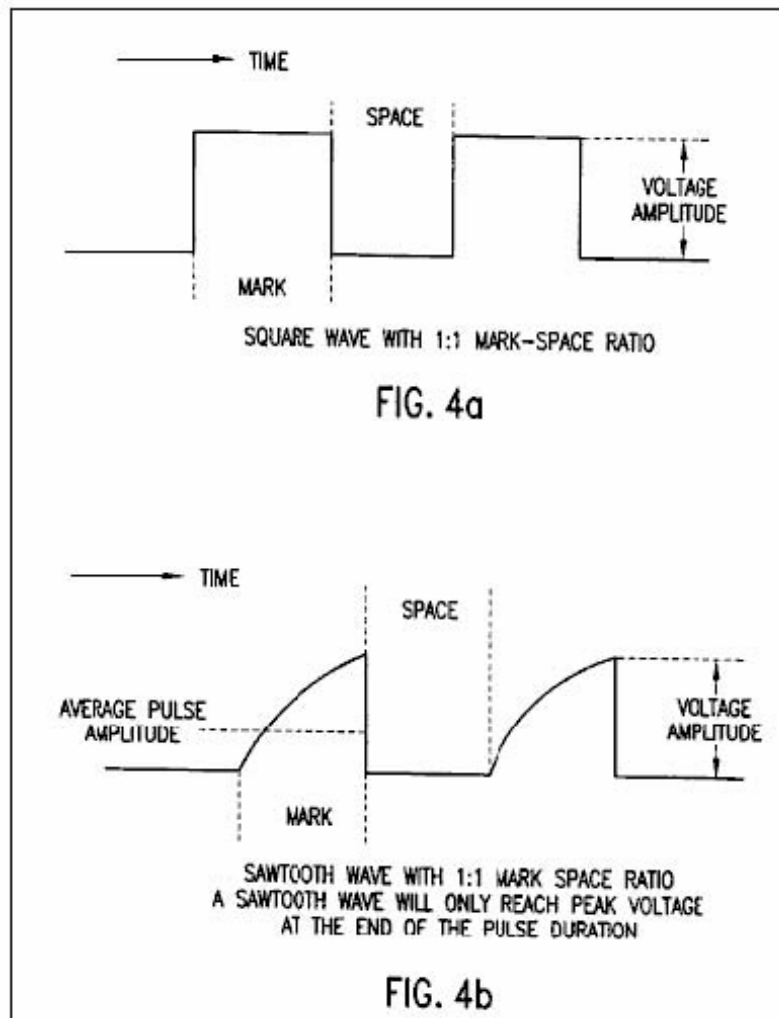 TIME
SPACE
VOLTAGE
AMPLITUDE
MARK
SQUARE WAVE WITH 1:1 MARK-SPACE RATIO
FIG. 4a
TIME
SPACE
AVERAGE PULSE
AMPLITUDE
VOLTAGE
AMPLITUDE
MARK
SAWTOOTH WAVE WITH 1:1 MARK SPACE RATIO
A SAWTOOTH WAVE WILL ONLY REACH PEAK VOLTAGE
AT THE END OF THE PULSE DURATION
FIG. 4b